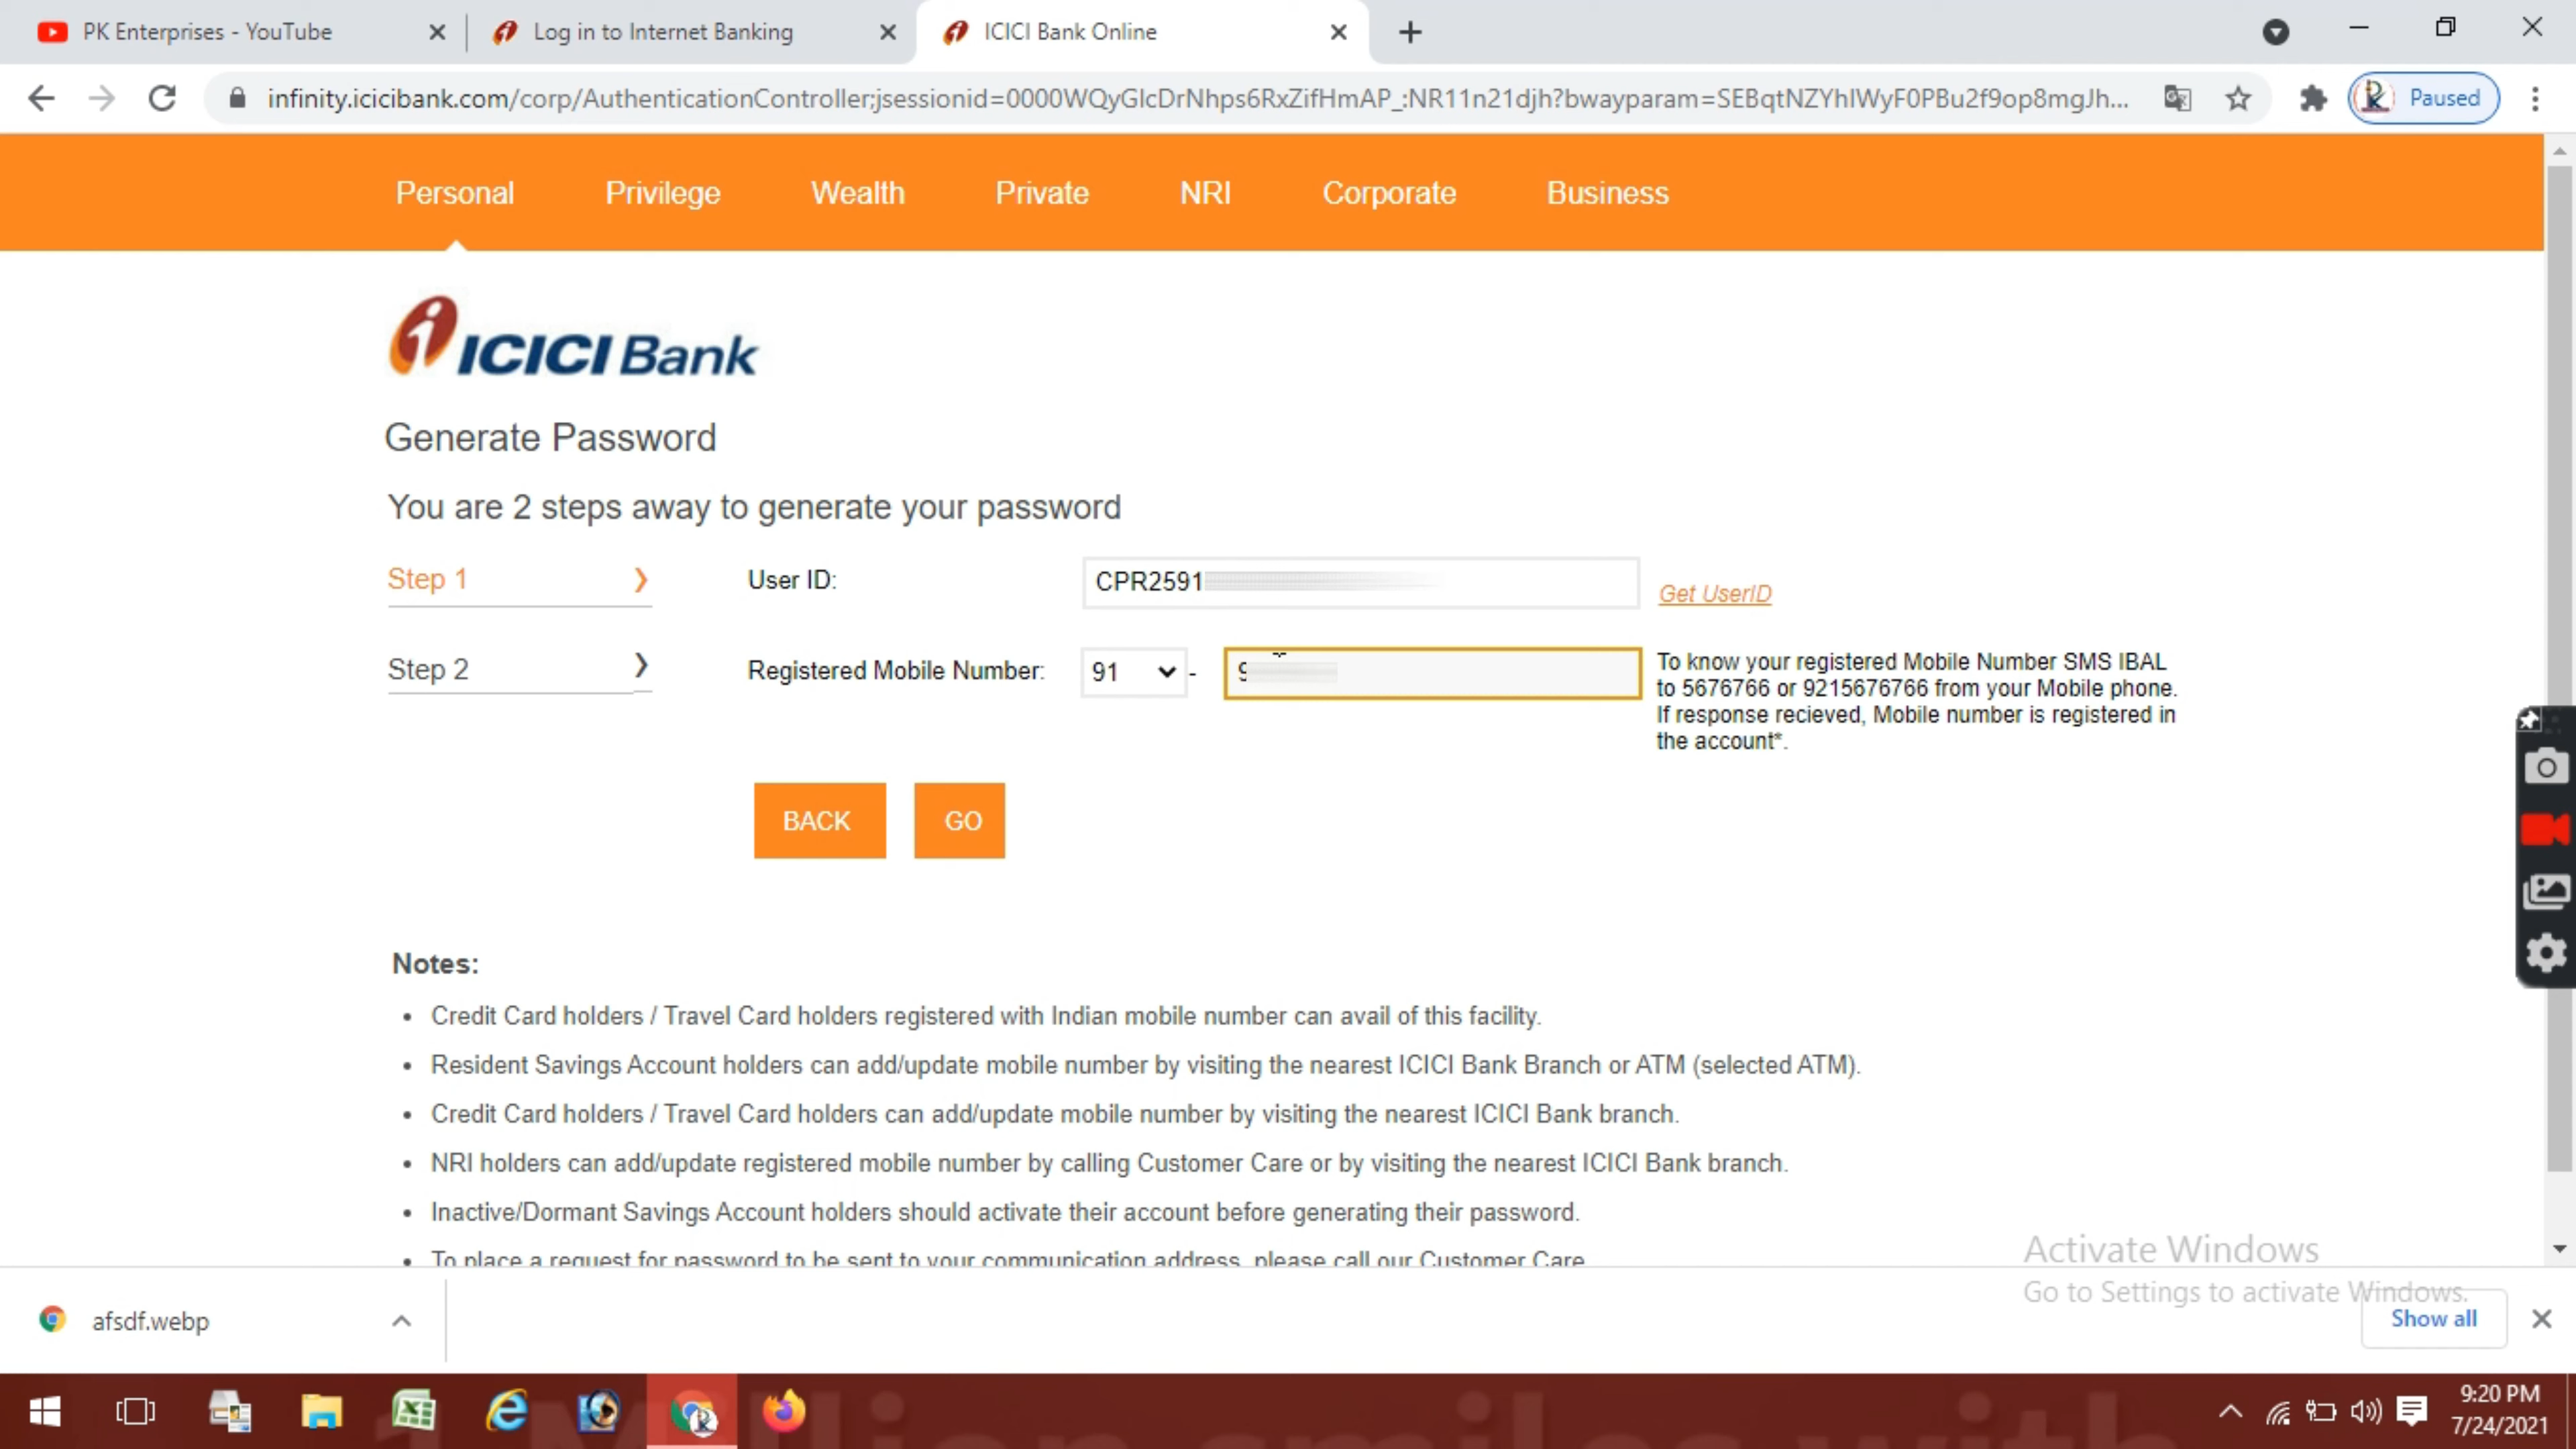 PK Enterprises - YouTube
Log in to Internet Banking
ICICI Bank Online
infinity.icicibank.com/corp/AuthenticationController;jsessionid=0000WQyGlcDrNhps6RxZifHmAP_:NR11n21djh?bwayparam=SEBqtNZYhIWyF0PBu2f9op8mgJh...
Paused
Personal
Privilege
Wealth
Private
NRI
Corporate
Business
ICICI Bank
Generate Password
You are 2 steps away to generate your password
Step 1
User ID:
CPR2591
Get UserID
Step 2
Registered Mobile Number:
91
-
9
To know your registered Mobile Number SMS IBAL
to 5676766 or 9215676766 from your Mobile phone.
If response recieved, Mobile number is registered in
the account*.
BACK
GO
Notes:
• Credit Card holders / Travel Card holders registered with Indian mobile number can avail of this facility.
• Resident Savings Account holders can add/update mobile number by visiting the nearest ICICI Bank Branch or ATM (selected ATM).
• Credit Card holders / Travel Card holders can add/update mobile number by visiting the nearest ICICI Bank branch.
• NRI holders can add/update registered mobile number by calling Customer Care or by visiting the nearest ICICI Bank branch.
• Inactive/Dormant Savings Account holders should activate their account before generating their password.
• To place a request for password to be sent to your communication address, please call our Customer Care
Activate Windows
Go to Settings to activate Windows.
afsdf.webp
Show all
9:20 PM
7/24/2021